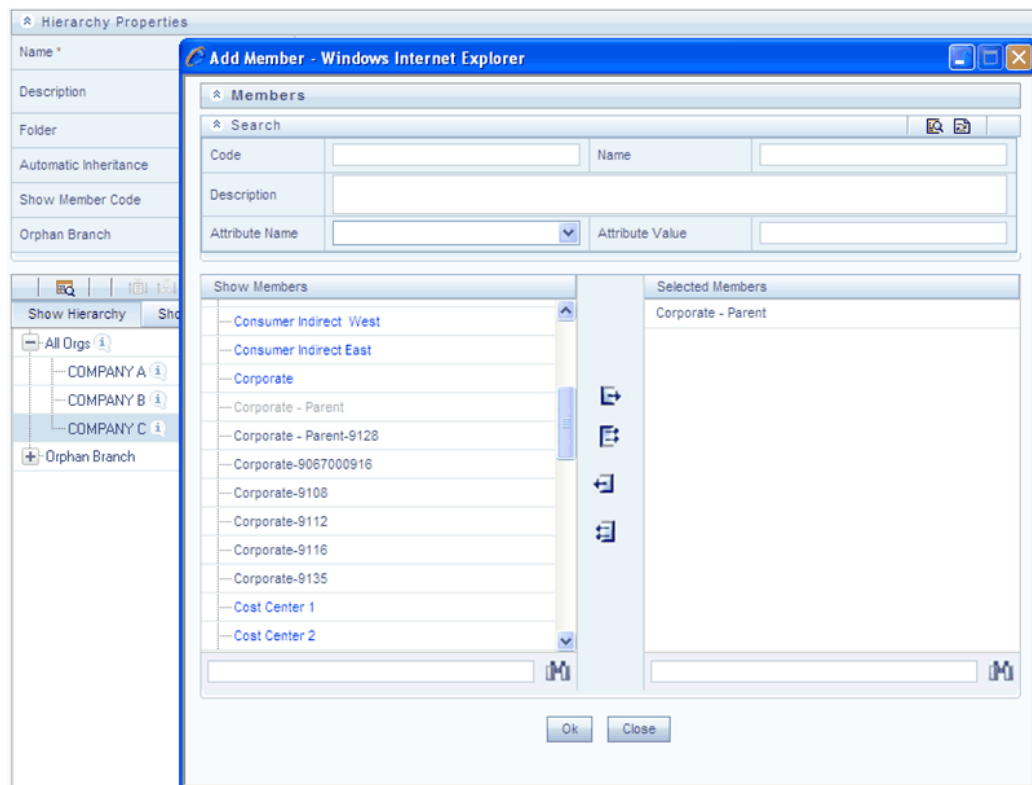 Hierarchy Properties
Name *
Description
Folder
Automatic Inheritance
Show Member Code
Orphan Branch
Show Hierarchy Sho
All Orgs
COMPANY A
COMPANY B
COMPANY C
Orphan Branch
Add Member - Windows Internet Explorer
Members
Search
Code Name
Description
Attribute Name Attribute Value
Show Members Selected Members
Consumer Indirect West Corporate - Parent
Consumer Indirect East
Corporate
Corporate - Parent
Corporate - Parent-9128
Corporate-9067000916
Corporate-9108
Corporate-9112
Corporate-9116
Corporate-9135
Cost Center 1
Cost Center 2
Ok Close